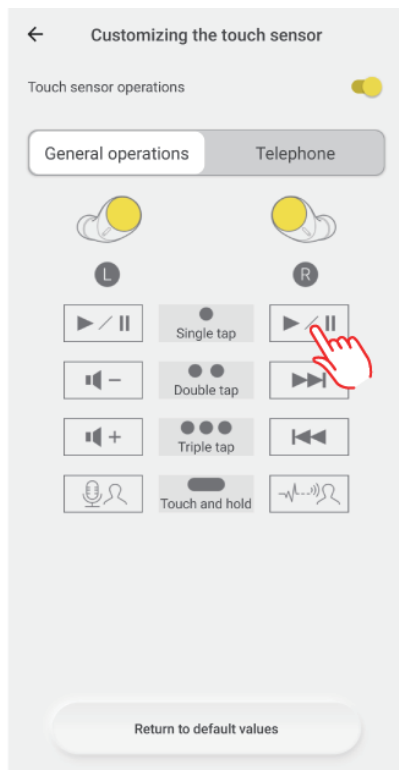 Customizing the touch sensor
Touch sensor operations
General operations Telephone
L R
Single tap
Double tap
Triple tap
Touch and hold
Return to default values